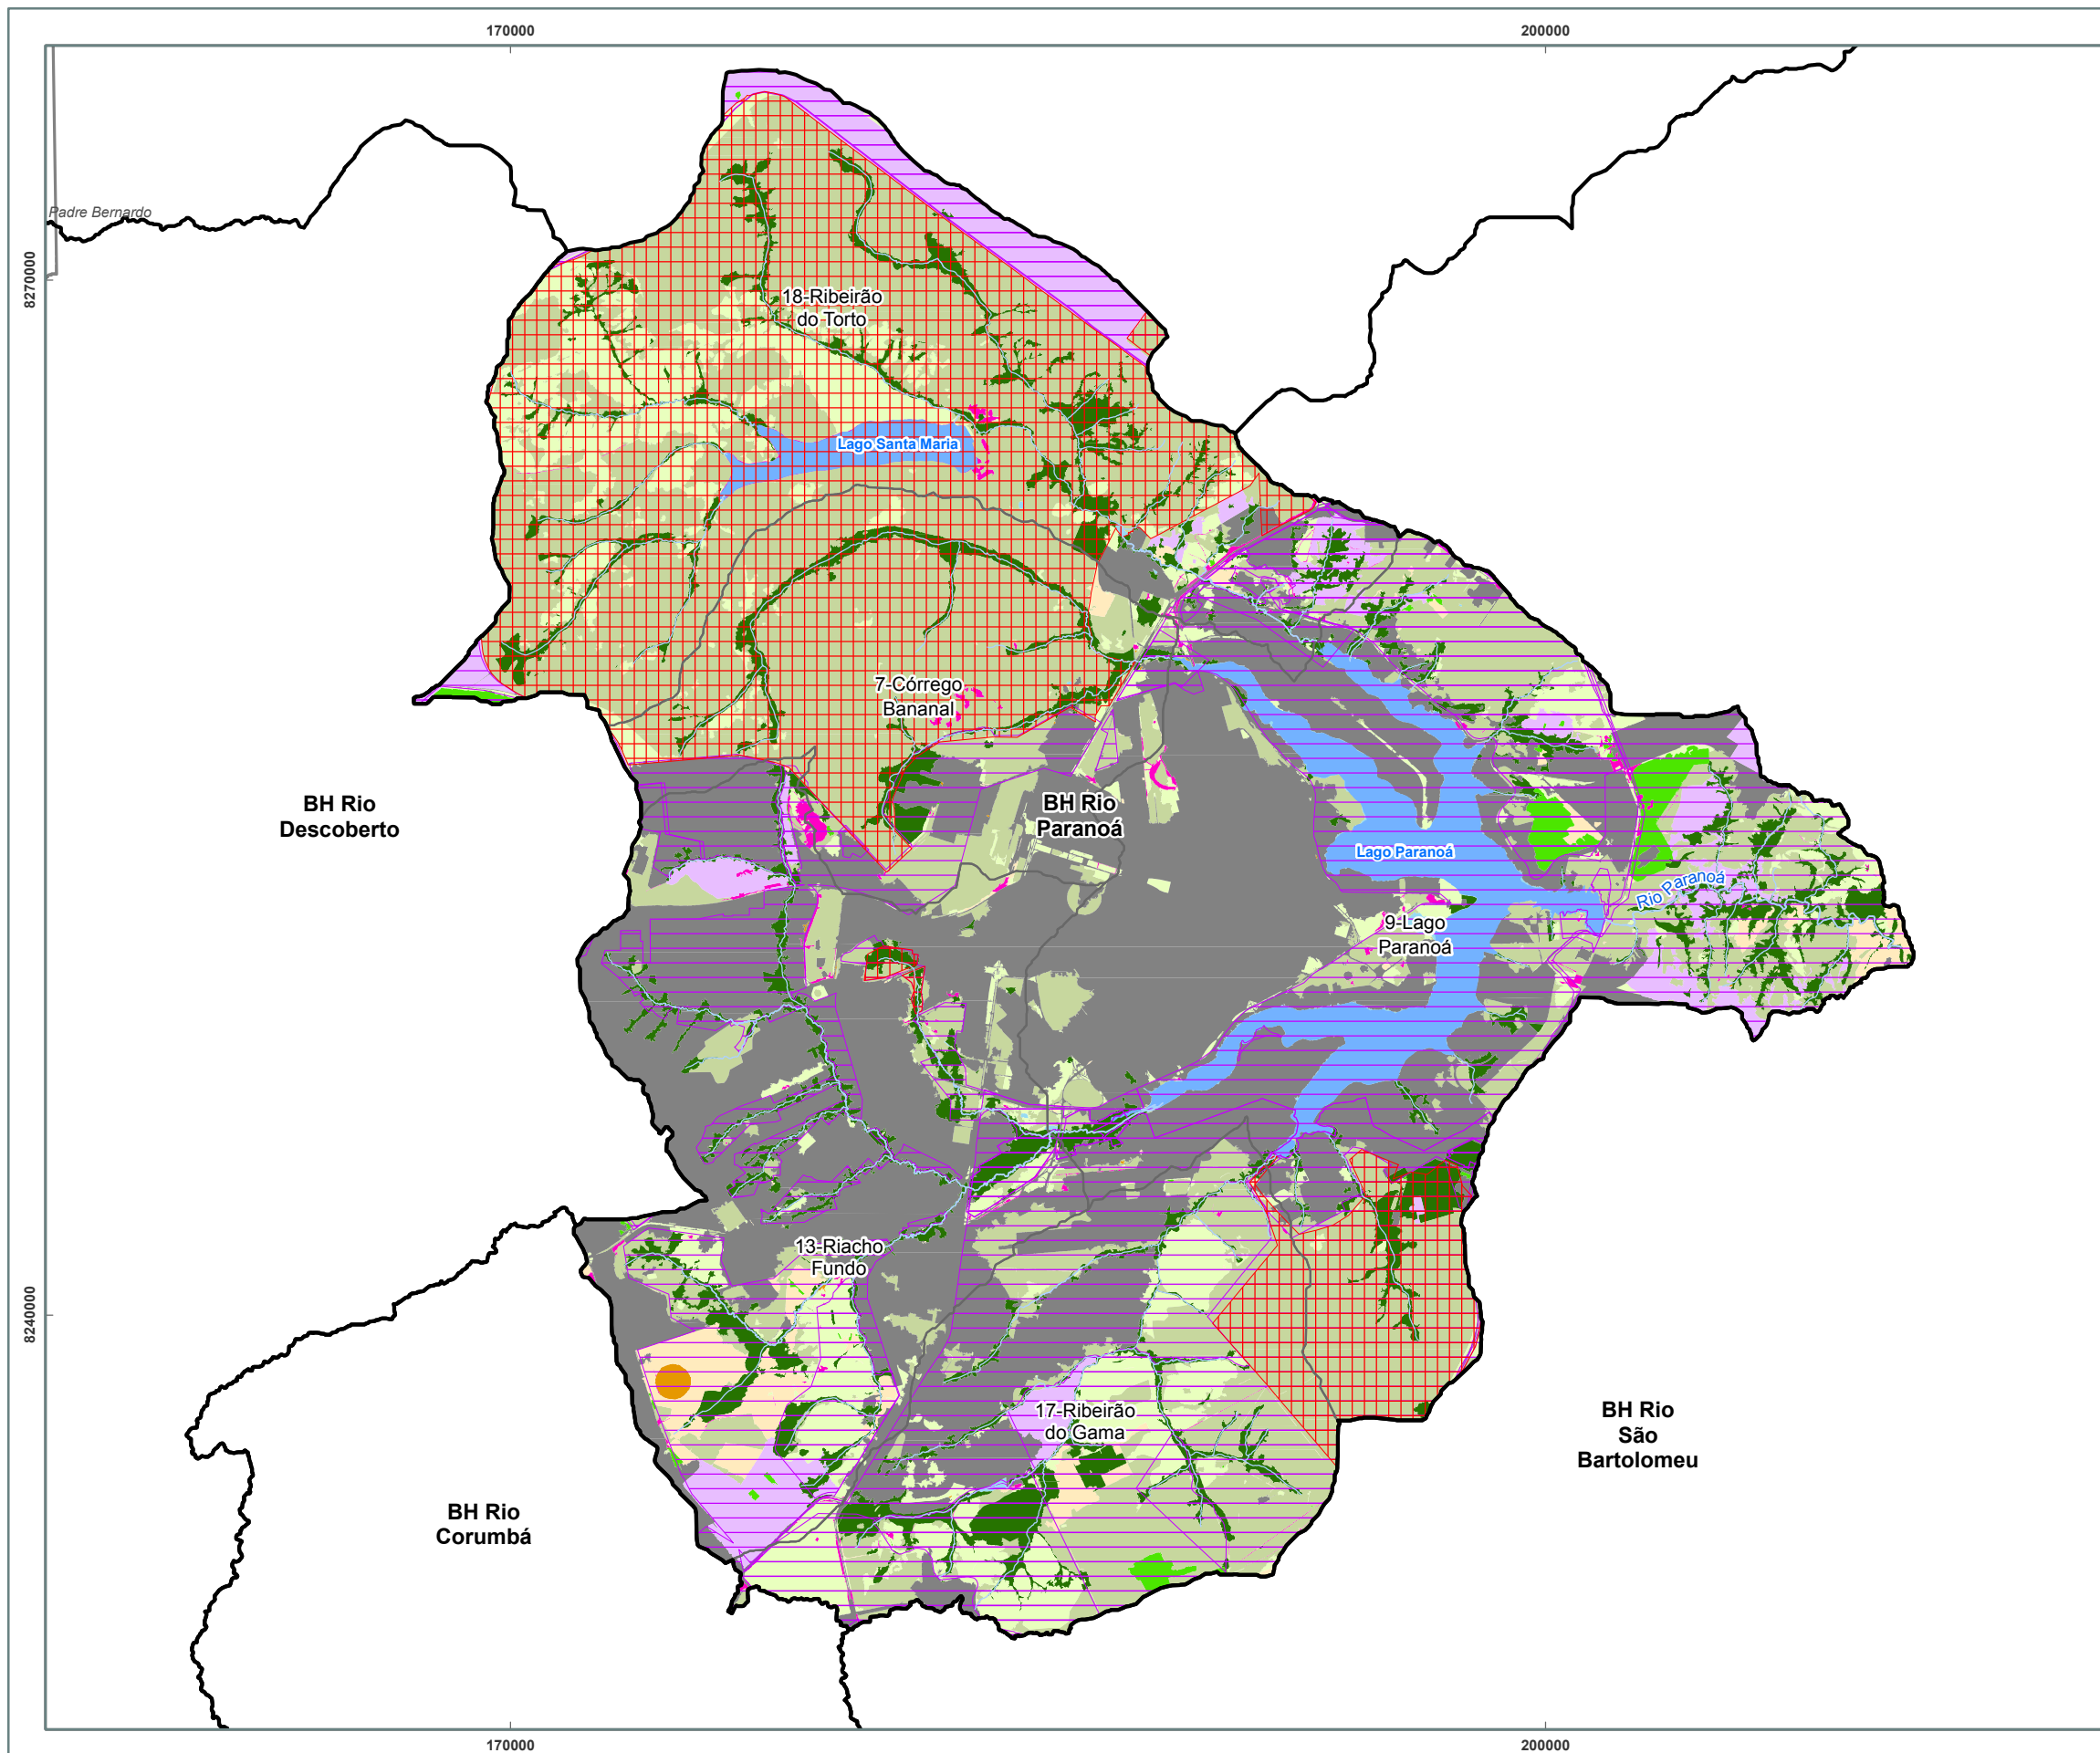 170000
200000
Padre Bernardo
8270000
18-Ribeirão
do Torto
Lago Santa Maria
7-Córrego
Bananal
BH Rio
Descoberto
BH Rio
Paranoá
Lago Paranoá
Rio Paranoá
9-Lago
Paranoá
13-Riacho
Fundo
8240000
17-Ribeirão
do Gama
BH Rio
São
Bartolomeu
BH Rio
Corumbá
170000
200000